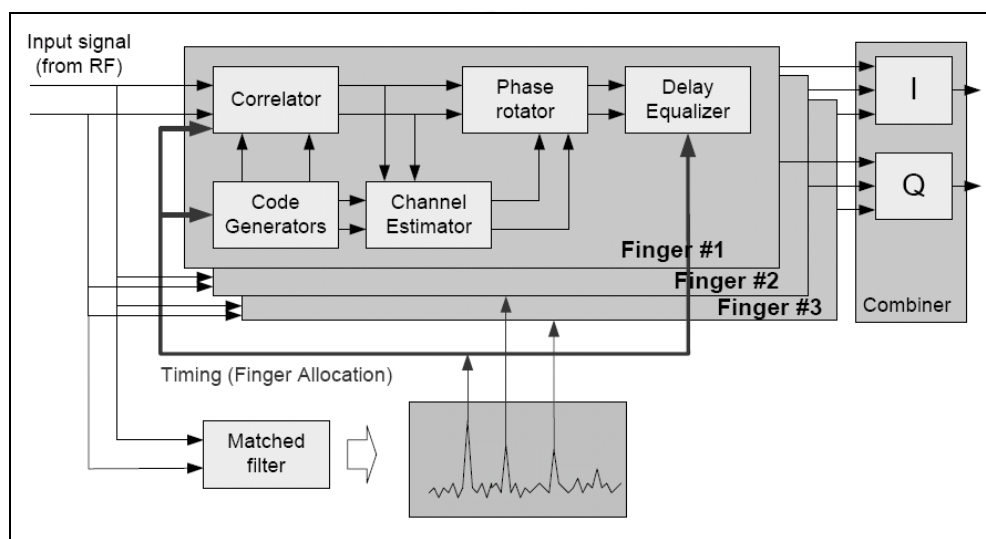 Input signal
(from RF)
Correlator
Phase
rotator
Delay
Equalizer
I
Code
Generators
Channel
Estimator
Q
Finger #1
Finger #2
Finger #3
Combiner
Timing (Finger Allocation)
Matched
filter